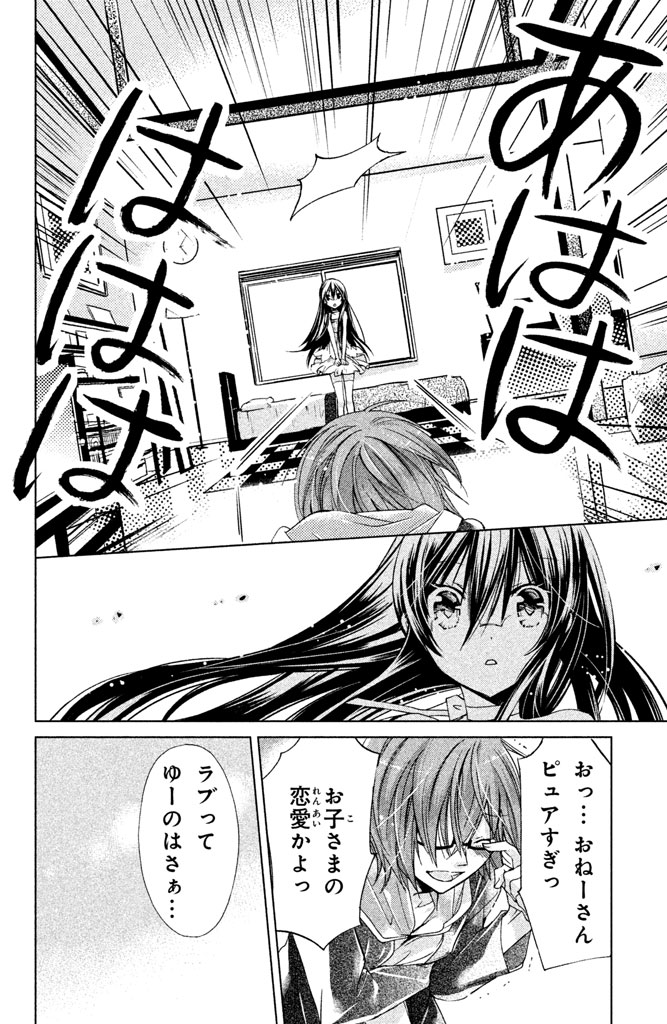 あはは
はははは
おっ…おねーさん
ピュアすぎっ
お子さまの
恋愛かよっ
ラブって
ゆーのはさぁ…